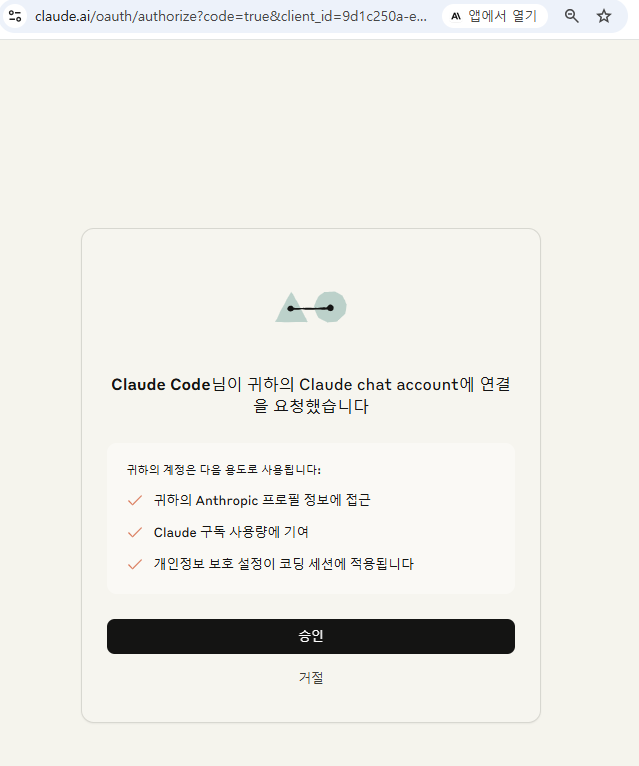 claude.ai/oauth/authorize?code=true&client_id=9d1c250a-e...
앱에서 열기
Claude Code님이 귀하의 Claude chat account에 연결
을 요청했습니다
귀하의 계정은 다음 용도로 사용됩니다:
귀하의 Anthropic 프로필 정보에 접근
Claude 구독 사용량에 기여
개인정보 보호 설정이 코딩 세션에 적용됩니다
승인
거절